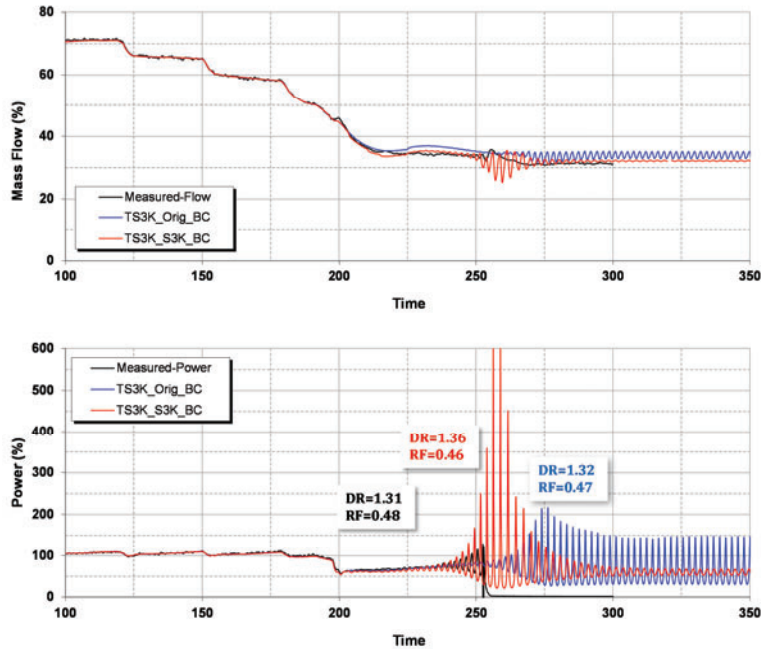 80
60
40
20
0
Mass Flow (%)
Measured-Flow
TS3K_Orig_BC
TS3K_S3K_BC
100 150 200 250 300 350
Time
600
500
400
300
200
100
0
Power (%)
Measured-Power
TS3K_Orig_BC
TS3K_S3K_BC
DR=1.36
RF=0.46
DR=1.32
RF=0.47
DR=1.31
RF=0.48
100 150 200 250 300 350
Time